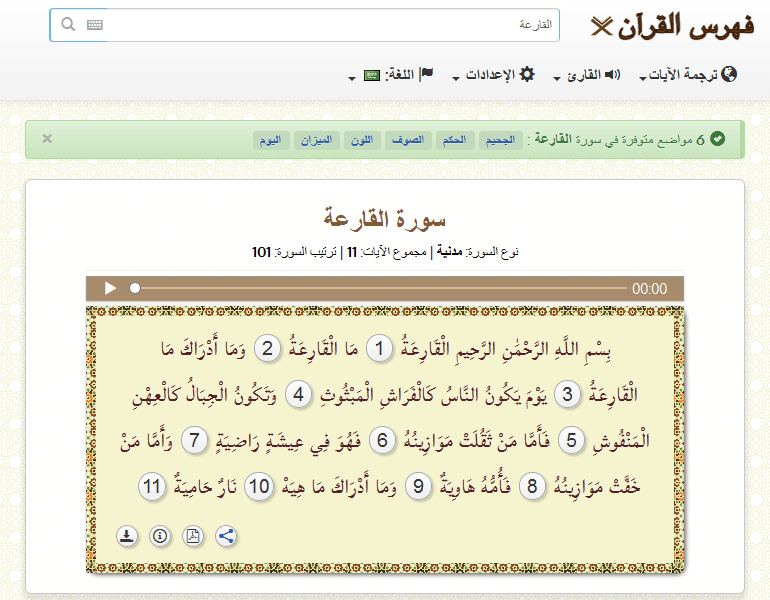 فهرس القرآن
القارعة
ترجمة الآيات القارئ الإعدادات اللغة:
6 مواضع متوفرة في سورة القارعة : الجحيم الحكم الصوف اللون الميزان اليوم ×
سورة القارعة
نوع السورة: مدنية | مجموع الآيات: 11 | ترتيب السورة: 101
00:00
بِسْمِ اللَّهِ الرَّحْمَٰنِ الرَّحِيمِ الْقَارِعَةُ 1 مَا الْقَارِعَةُ 2 وَمَا أَدْرَاكَ مَا
الْقَارِعَةُ 3 يَوْمَ يَكُونُ النَّاسُ كَالْفَرَاشِ الْمَبْثُوثِ 4 وَتَكُونُ الْجِبَالُ كَالْعِهْنِ
الْمَنْفُوشِ 5 فَأَمَّا مَنْ ثَقُلَتْ مَوَازِينُهُ 6 فَهُوَ فِي عِيشَةٍ رَاضِيَةٍ 7 وَأَمَّا مَنْ
خَفَّتْ مَوَازِينُهُ 8 فَأُمُّهُ هَاوِيَةٌ 9 وَمَا أَدْرَاكَ مَا هِيَهْ 10 نَارٌ حَامِيَةٌ 11